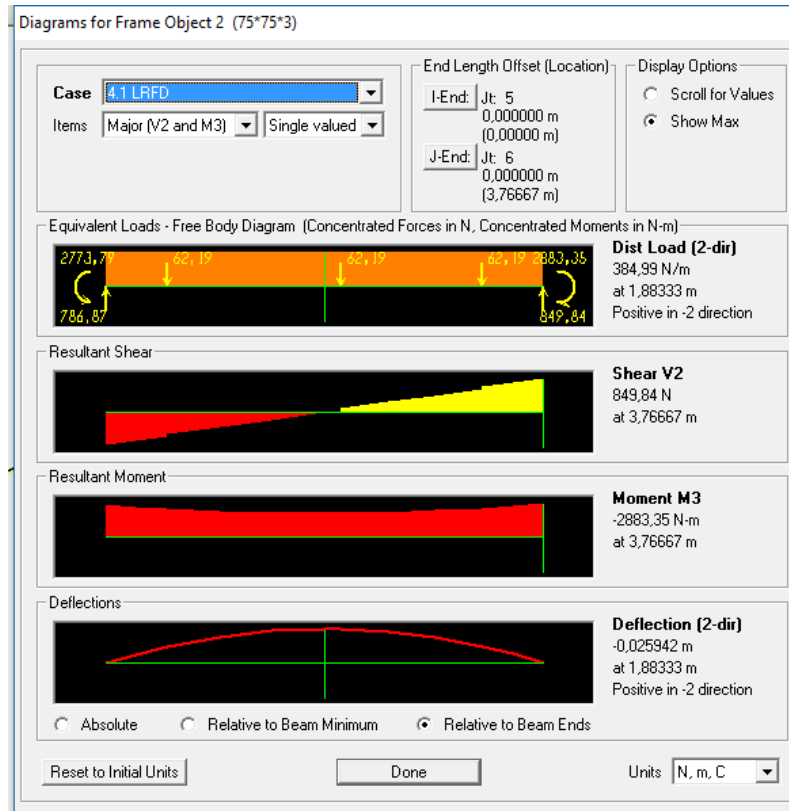 Diagrams for Frame Object 2 (75*75*3)
Case 4.1 LRFD
Items Major (V2 and M3) Single valued
End Length Offset (Location)
I-End: Jt: 5
0,000000 m
(0,00000 m)
J-End: Jt: 6
0,000000 m
(3,76667 m)
Display Options
Scroll for Values
Show Max
Equivalent Loads - Free Body Diagram (Concentrated Forces in N, Concentrated Moments in N-m)
2773,79 62,19 62,19 2883,35
786,87 849,84
Dist Load (2-dir)
384,99 N/m
at 1,88333 m
Positive in -2 direction
Resultant Shear
Shear V2
849,84 N
at 3,76667 m
Resultant Moment
Moment M3
-2883,35 N-m
at 3,76667 m
Deflections
Deflection (2-dir)
-0,025942 m
at 1,88333 m
Positive in -2 direction
Absolute Relative to Beam Minimum Relative to Beam Ends
Reset to Initial Units Done Units N, m, C